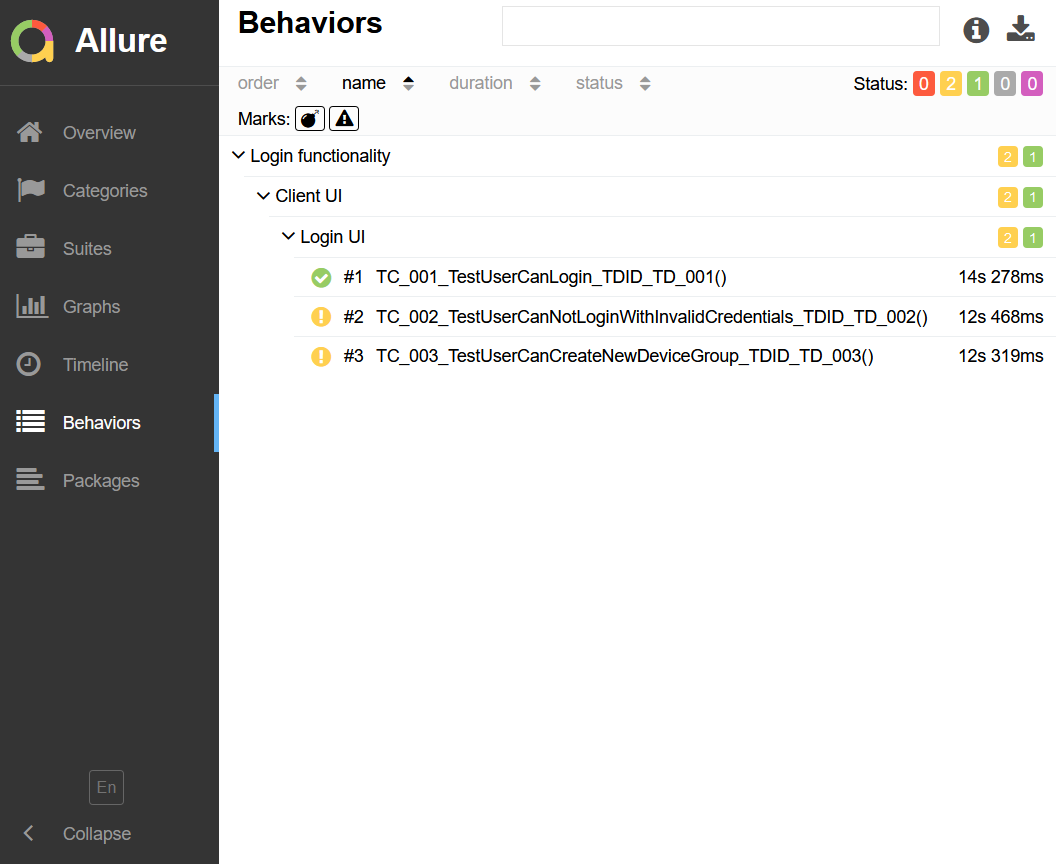 Allure
Overview
Categories
Suites
Graphs
Timeline
Behaviors
Packages
En
Collapse
Behaviors
order name duration status Status: 0 2 1 0 0
Marks:
Login functionality 2 1
Client UI 2 1
Login UI 2 1
#1 TC_001_TestUserCanLogin_TDID_TD_001() 14s 278ms
#2 TC_002_TestUserCanNotLoginWithInvalidCredentials_TDID_TD_002() 12s 468ms
#3 TC_003_TestUserCanCreateNewDeviceGroup_TDID_TD_003() 12s 319ms